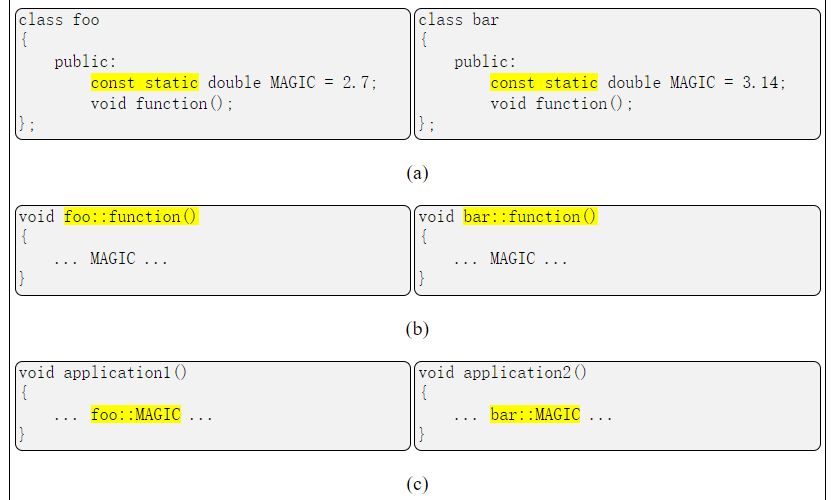 class foo
{
    public:
        const static double MAGIC = 2.7;
        void function();
};
class bar
{
    public:
        const static double MAGIC = 3.14;
        void function();
};
(a)
void foo::function()
{
    ... MAGIC ...
}
void bar::function()
{
    ... MAGIC ...
}
(b)
void application1()
{
    ... foo::MAGIC ...
}
void application2()
{
    ... bar::MAGIC ...
}
(c)